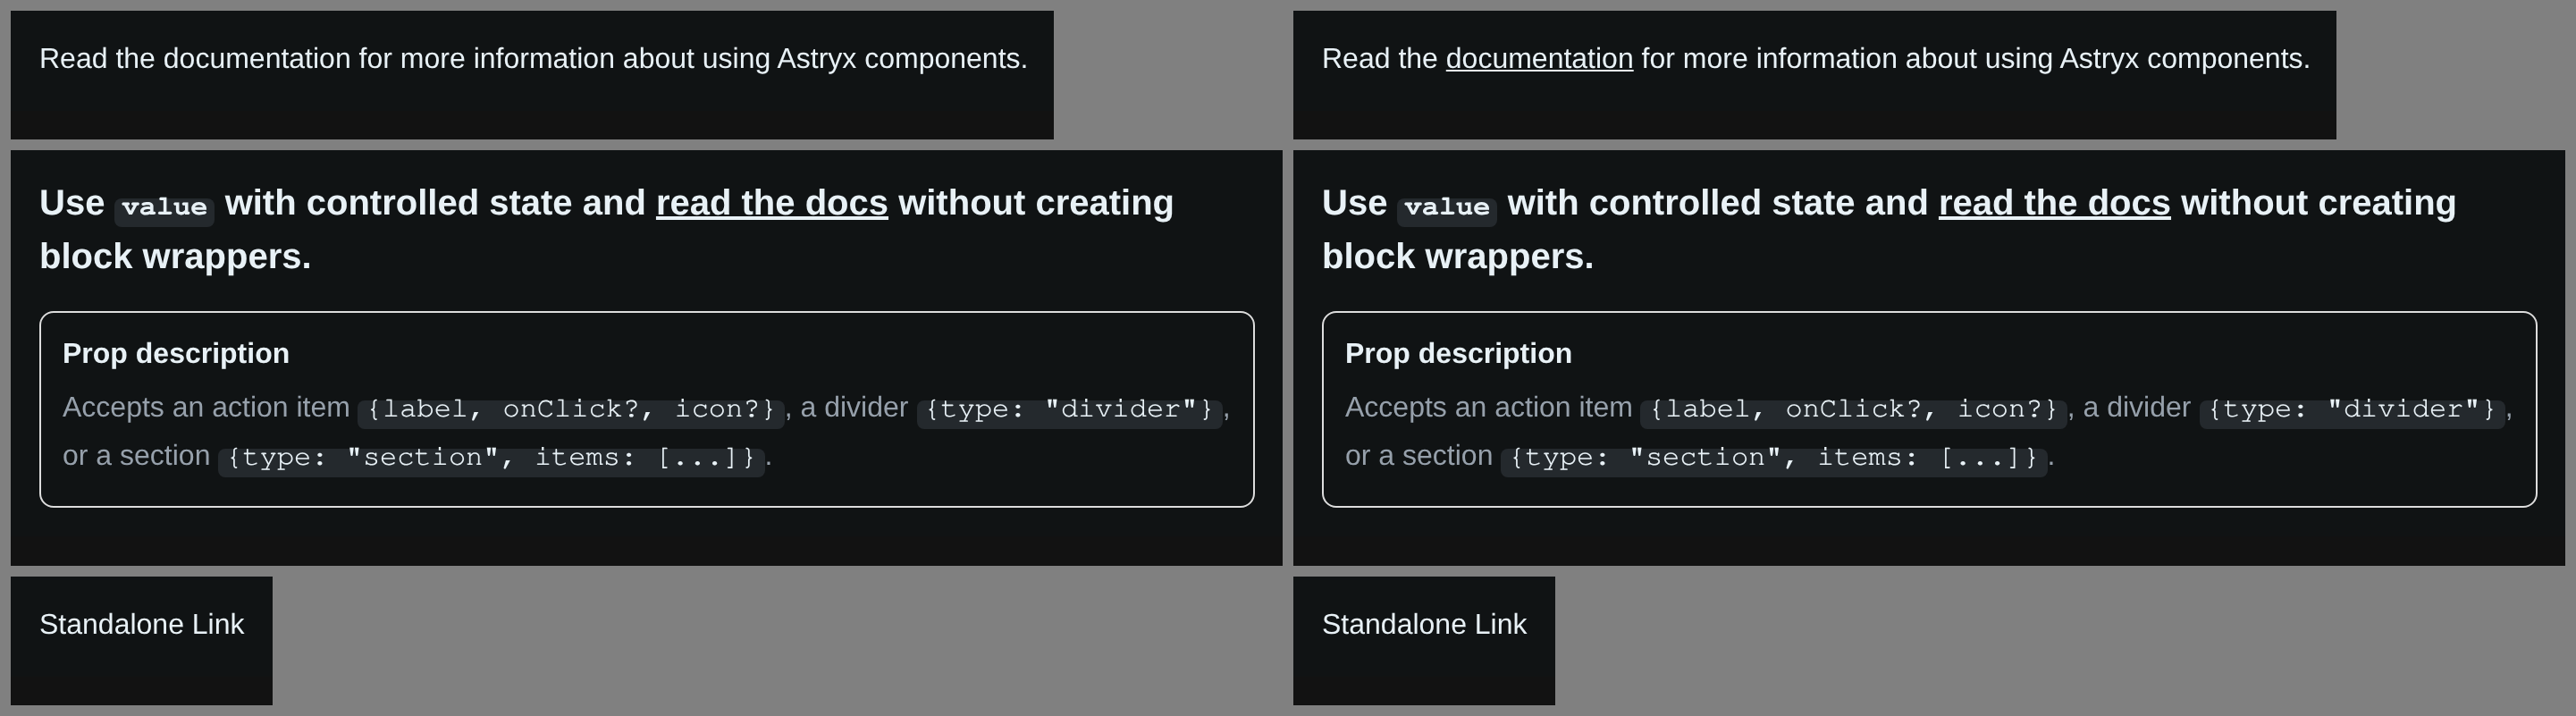 Read the documentation for more information about using Astryx components.
Read the documentation for more information about using Astryx components.
Use value with controlled state and read the docs without creating
block wrappers.
Prop description
Accepts an action item {label, onClick?, icon?}, a divider {type: "divider"},
or a section {type: "section", items: [...]}.
Use value with controlled state and read the docs without creating
block wrappers.
Prop description
Accepts an action item {label, onClick?, icon?}, a divider {type: "divider"},
or a section {type: "section", items: [...]}.
Standalone Link
Standalone Link